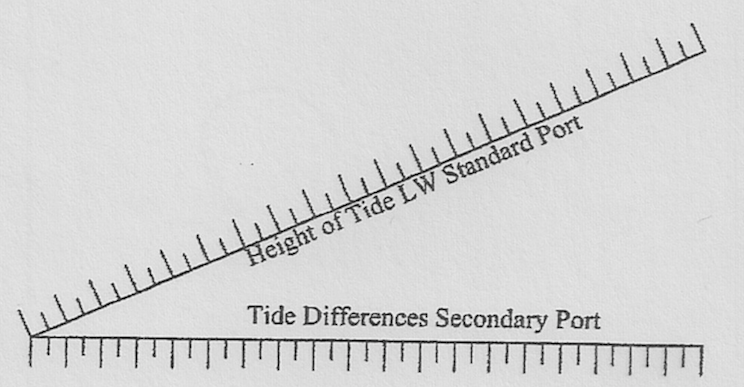 Height of Tide LW Standard Port
Tide Differences Secondary Port